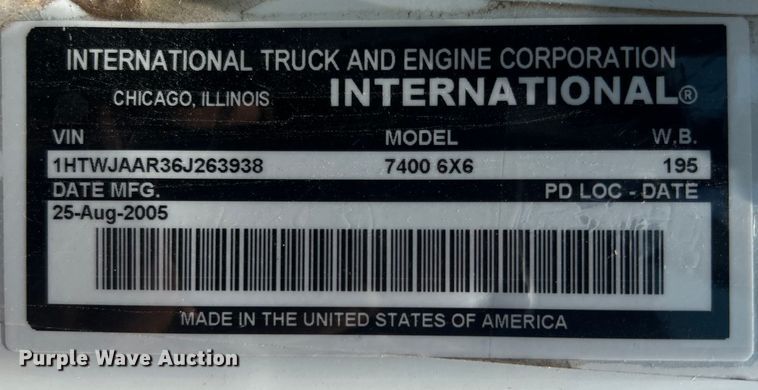 INTERNATIONAL TRUCK AND ENGINE CORPORATION
CHICAGO, ILLINOIS INTERNATIONAL®
VIN MODEL W.B.
1HTWJAAR36J263938 7400 6X6 195
DATE MFG. PD LOC - DATE
25-Aug-2005
MADE IN THE UNITED STATES OF AMERICA
Purple Wave Auction